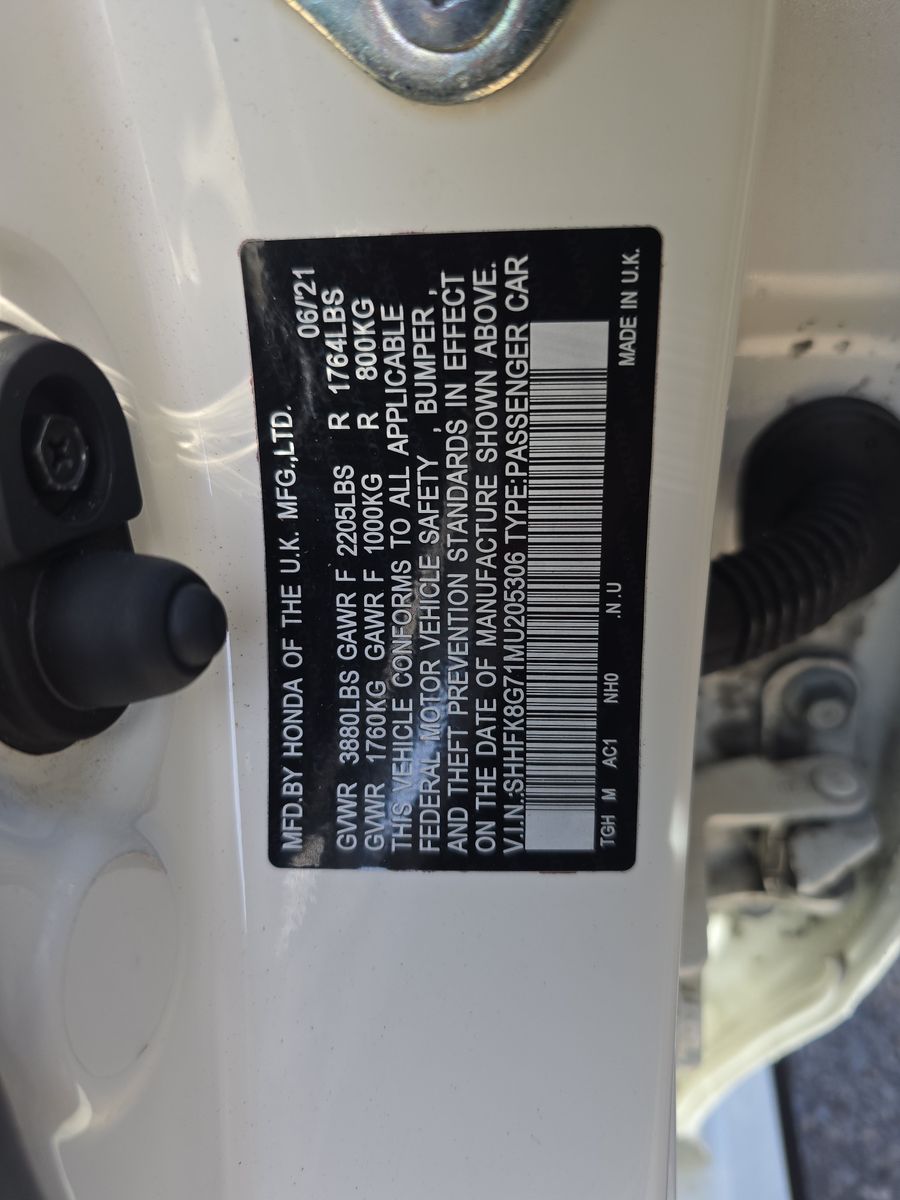 MFD.BY HONDA OF THE U.K. MFG.,LTD. 06/'21
GVWR 3880LBS GAWR F 2205LBS R 1764LBS
GVWR 1760KG GAWR F 1000KG R 800KG
THIS VEHICLE CONFORMS TO ALL APPLICABLE
FEDERAL MOTOR VEHICLE SAFETY , BUMPER ,
AND THEFT PREVENTION STANDARDS IN EFFECT
ON THE DATE OF MANUFACTURE SHOWN ABOVE.
V.I.N.:SHHFK8G71MU205306 TYPE:PASSENGER CAR
TGH M AC1 NH0 .N .U MADE IN U.K.